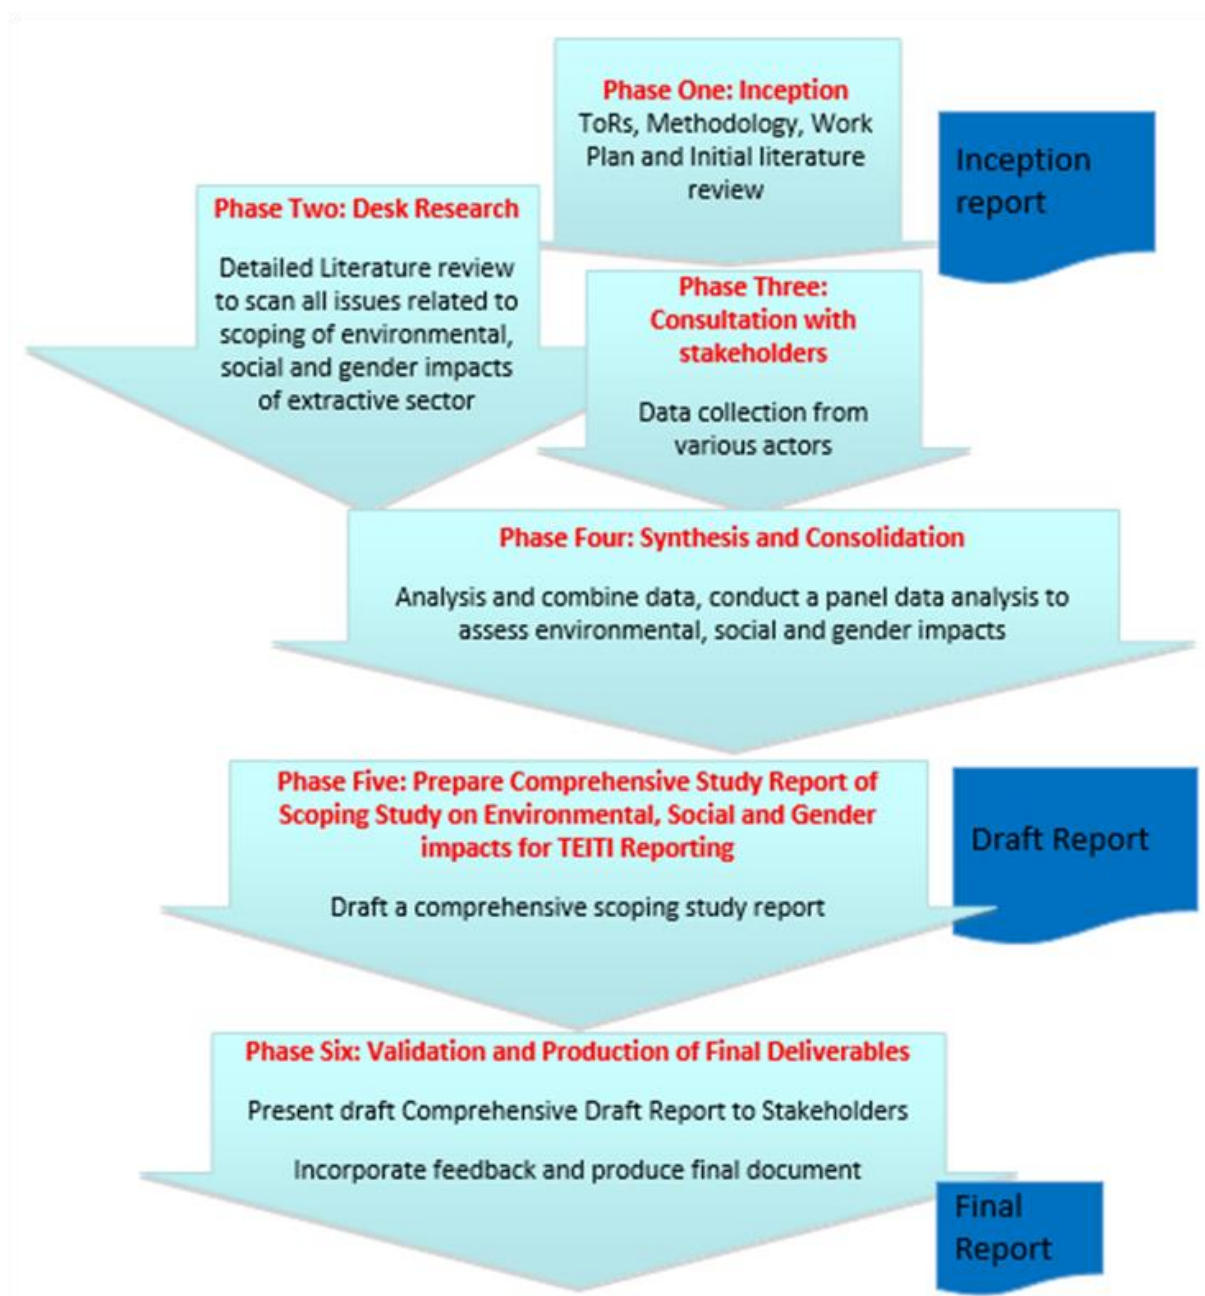 Phase One: Inception
ToRs, Methodology, Work
Plan and Initial literature
review
Inception
report
Phase Two: Desk Research
Detailed Literature review
to scan all issues related to
scoping of environmental,
social and gender impacts
of extractive sector
Phase Three:
Consultation with
stakeholders
Data collection from
various actors
Phase Four: Synthesis and Consolidation
Analysis and combine data, conduct a panel data analysis to
assess environmental, social and gender impacts
Phase Five: Prepare Comprehensive Study Report of
Scoping Study on Environmental, Social and Gender
impacts for TEITI Reporting
Draft a comprehensive scoping study report
Draft Report
Phase Six: Validation and Production of Final Deliverables
Present draft Comprehensive Draft Report to Stakeholders
Incorporate feedback and produce final document
Final
Report